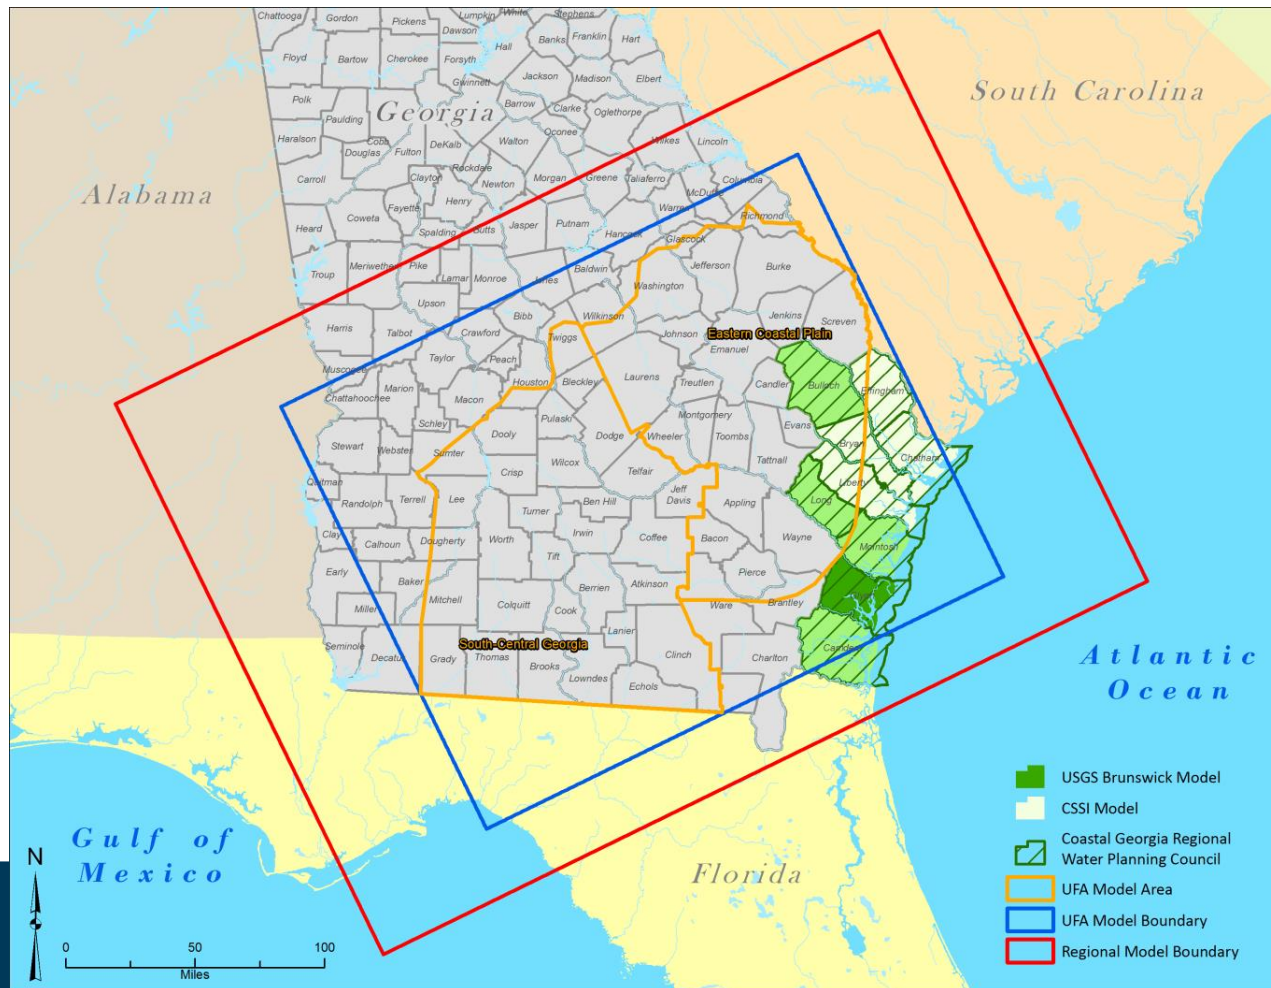 Chattooga
Gordon
Pickens
Lumpkin
White
Stephens
Dawson
Hall
Banks
Franklin
Hart
Floyd
Bartow
Cherokee
Forsyth
Gwinnett
Jackson
Madison
Elbert
South Carolina
Polk
Paulding
Georgia
Barrow
Clarke
Oglethorpe
Haralson
Cobb
Douglas
Fulton
DeKalb
Walton
Oconee
Wilkes
Lincoln
Alabama
Carroll
Clayton
Rockdale
Newton
Morgan
Greene
Taliaferro
McDuffie
Columbia
Coweta
Fayette
Henry
Warren
Richmond
Heard
Spalding
Butts
Jasper
Putnam
Hancock
Glascock
Troup
Meriwether
Pike
Lamar
Monroe
Jones
Baldwin
Washington
Jefferson
Burke
Upson
Harris
Talbot
Crawford
Bibb
Twiggs
Wilkinson
Johnson
Jenkins
Screven
Eastern Coastal Plain
Emanuel
Muscogee
Taylor
Peach
Houston
Bleckley
Laurens
Treutlen
Candler
Bulloch
Effingham
Chattahoochee
Marion
Macon
Schley
Pulaski
Montgomery
Evans
Stewart
Webster
Sumter
Dooly
Dodge
Wheeler
Toombs
Tattnall
Bryan
Chatham
Quitman
Randolph
Terrell
Lee
Crisp
Wilcox
Telfair
Jeff
Davis
Appling
Long
Liberty
Clay
Calhoun
Dougherty
Worth
Turner
Ben Hill
Irwin
Coffee
Bacon
Wayne
McIntosh
Early
Baker
Mitchell
Tift
Berrien
Atkinson
Pierce
Miller
Colquitt
Cook
Ware
Brantley
Seminole
Decatur
Grady
South-Central Georgia
Thomas
Brooks
Lanier
Lowndes
Echols
Clinch
Charlton
Camden
Atlantic
Ocean
Gulf of
Mexico
Florida
USGS Brunswick Model
CSSI Model
Coastal Georgia Regional
Water Planning Council
UFA Model Area
UFA Model Boundary
Regional Model Boundary
N
0 50 100
Miles